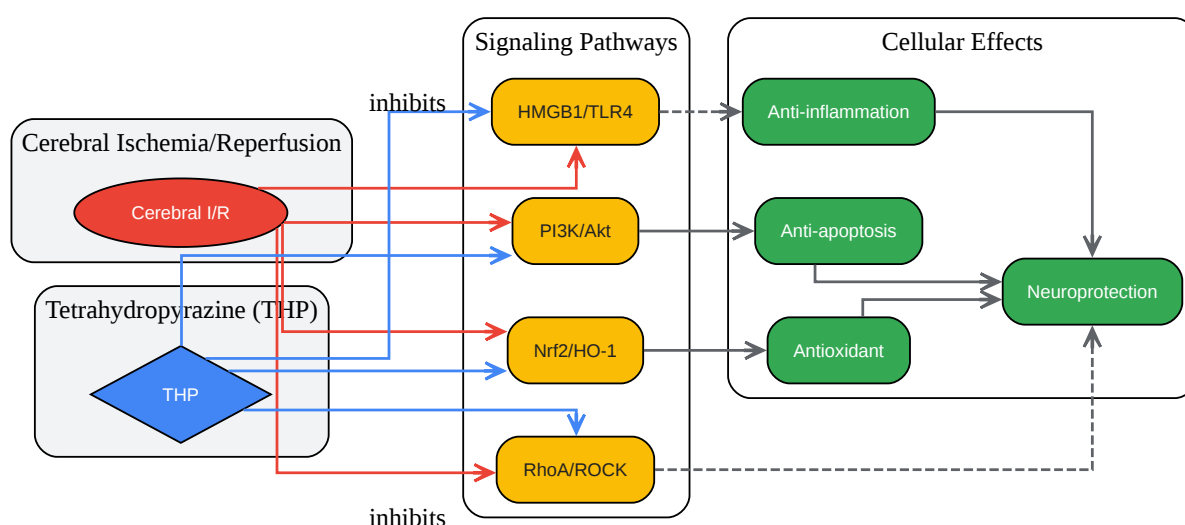 Signaling Pathways
Cellular Effects
inhibits
HMGB1/TLR4
Anti-inflammation
Cerebral Ischemia/Reperfusion
Cerebral I/R
PI3K/Akt
Anti-apoptosis
Neuroprotection
Tetrahydropyrazine (THP)
THP
Nrf2/HO-1
Antioxidant
RhoA/ROCK
inhibits